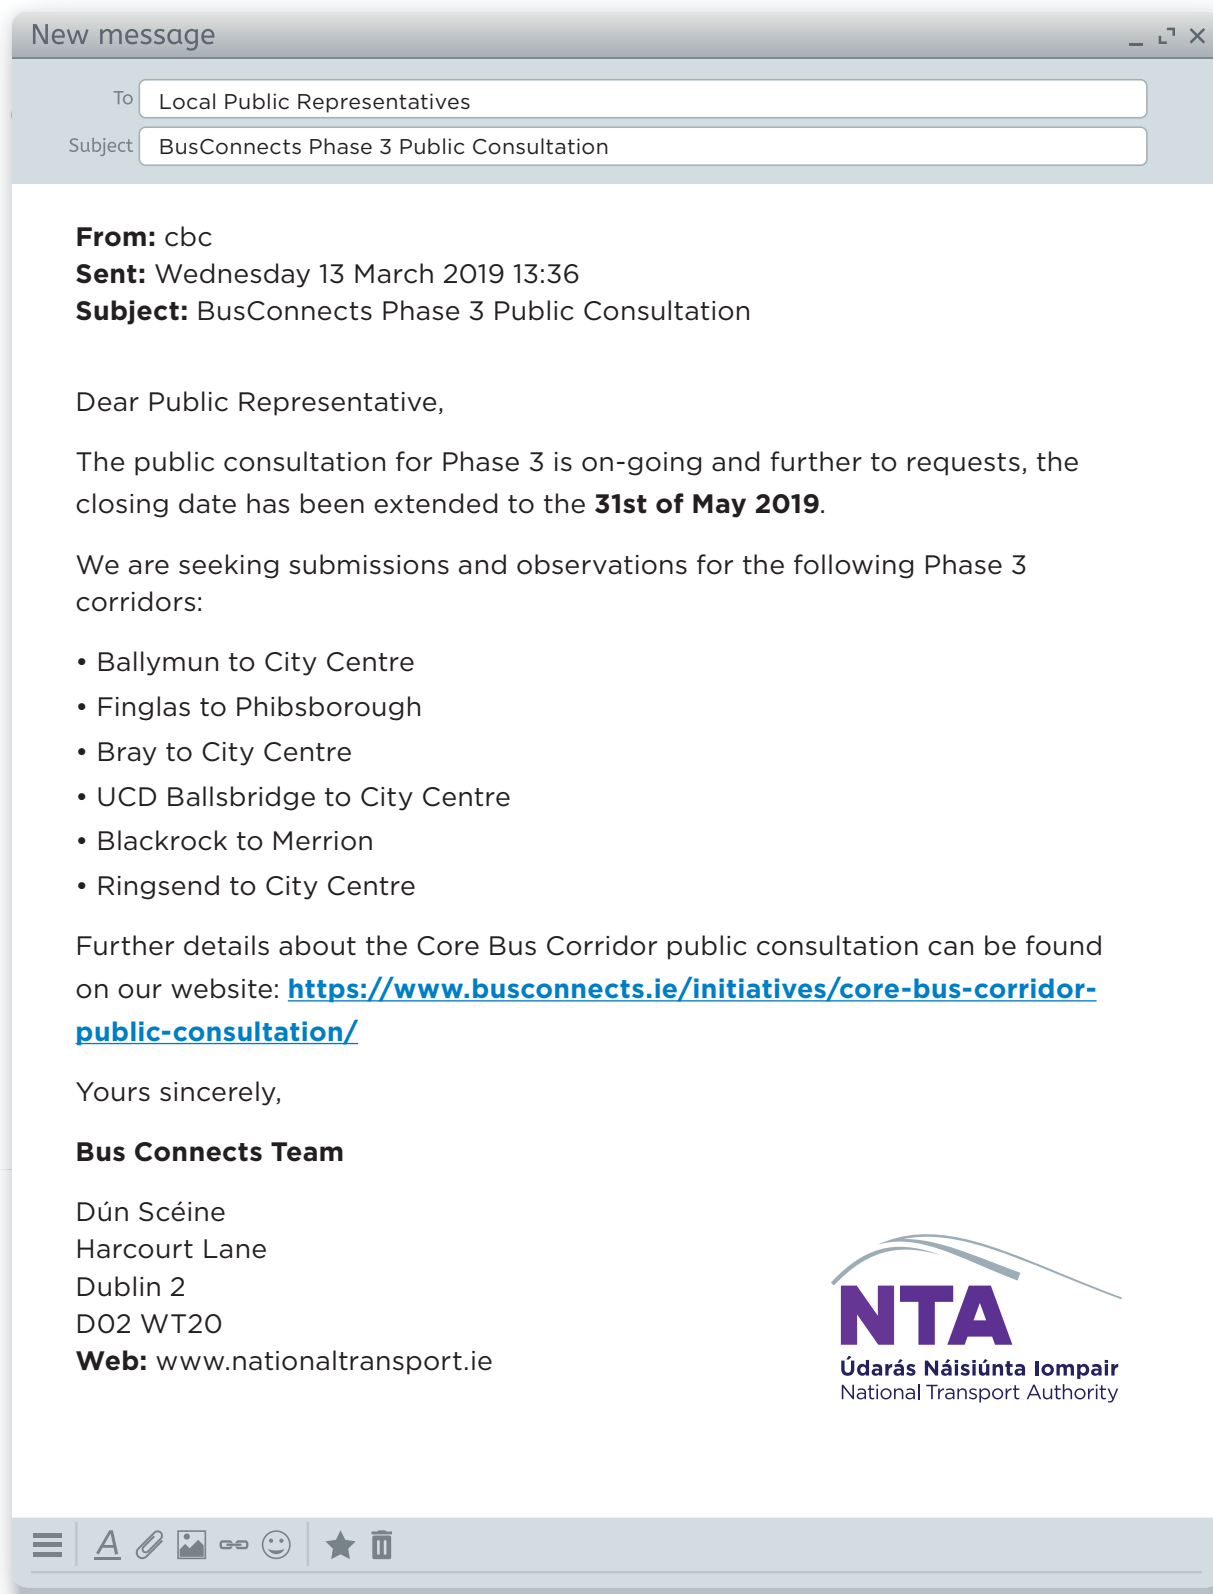 New message
To Local Public Representatives
Subject BusConnects Phase 3 Public Consultation
From: cbc
Sent: Wednesday 13 March 2019 13:36
Subject: BusConnects Phase 3 Public Consultation
Dear Public Representative,
The public consultation for Phase 3 is on-going and further to requests, the
closing date has been extended to the 31st of May 2019.
We are seeking submissions and observations for the following Phase 3
corridors:
• Ballymun to City Centre
• Finglas to Phibsborough
• Bray to City Centre
• UCD Ballsbridge to City Centre
• Blackrock to Merrion
• Ringsend to City Centre
Further details about the Core Bus Corridor public consultation can be found
on our website: https://www.busconnects.ie/initiatives/core-bus-corridor-
public-consultation/
Yours sincerely,
Bus Connects Team
Dún Scéine
Harcourt Lane
Dublin 2
D02 WT20
Web: www.nationaltransport.ie
NTA
Údarás Náisiúnta Iompair
National Transport Authority
A